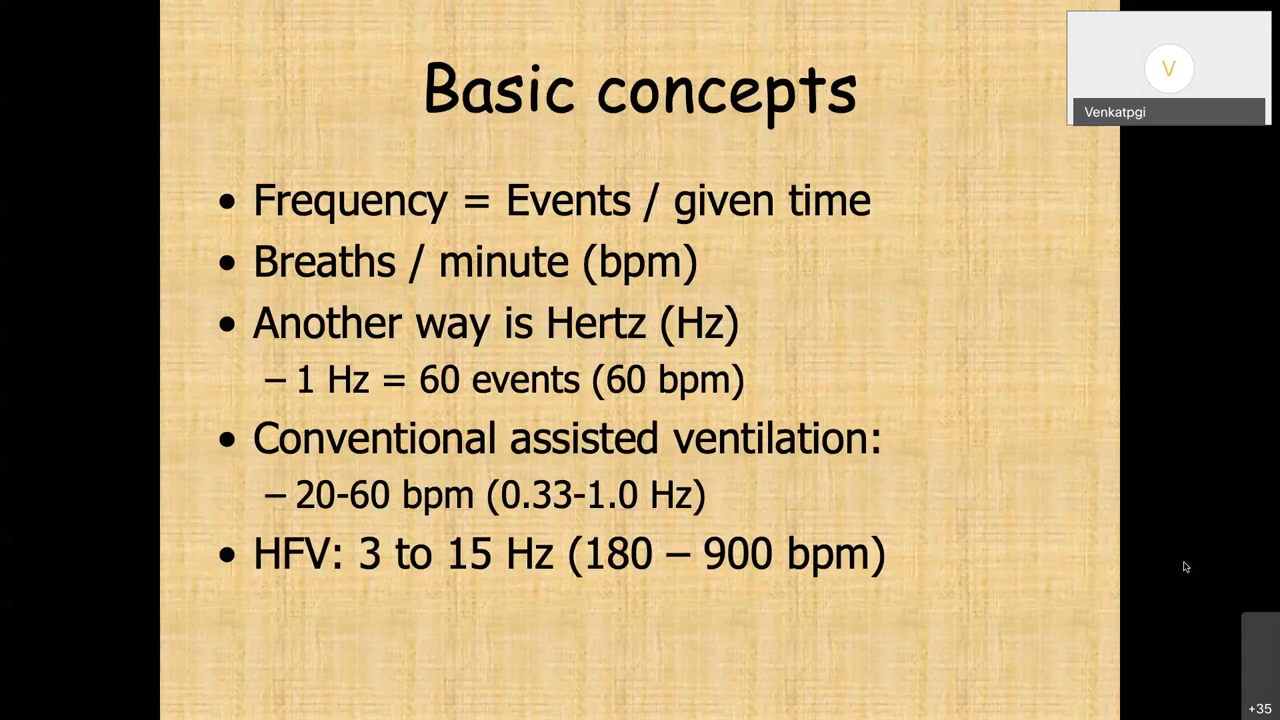 Basic concepts
• Frequency = Events / given time
• Breaths / minute (bpm)
• Another way is Hertz (Hz)
– 1 Hz = 60 events (60 bpm)
• Conventional assisted ventilation:
– 20-60 bpm (0.33-1.0 Hz)
• HFV: 3 to 15 Hz (180 – 900 bpm)
V
Venkatpgi
+35